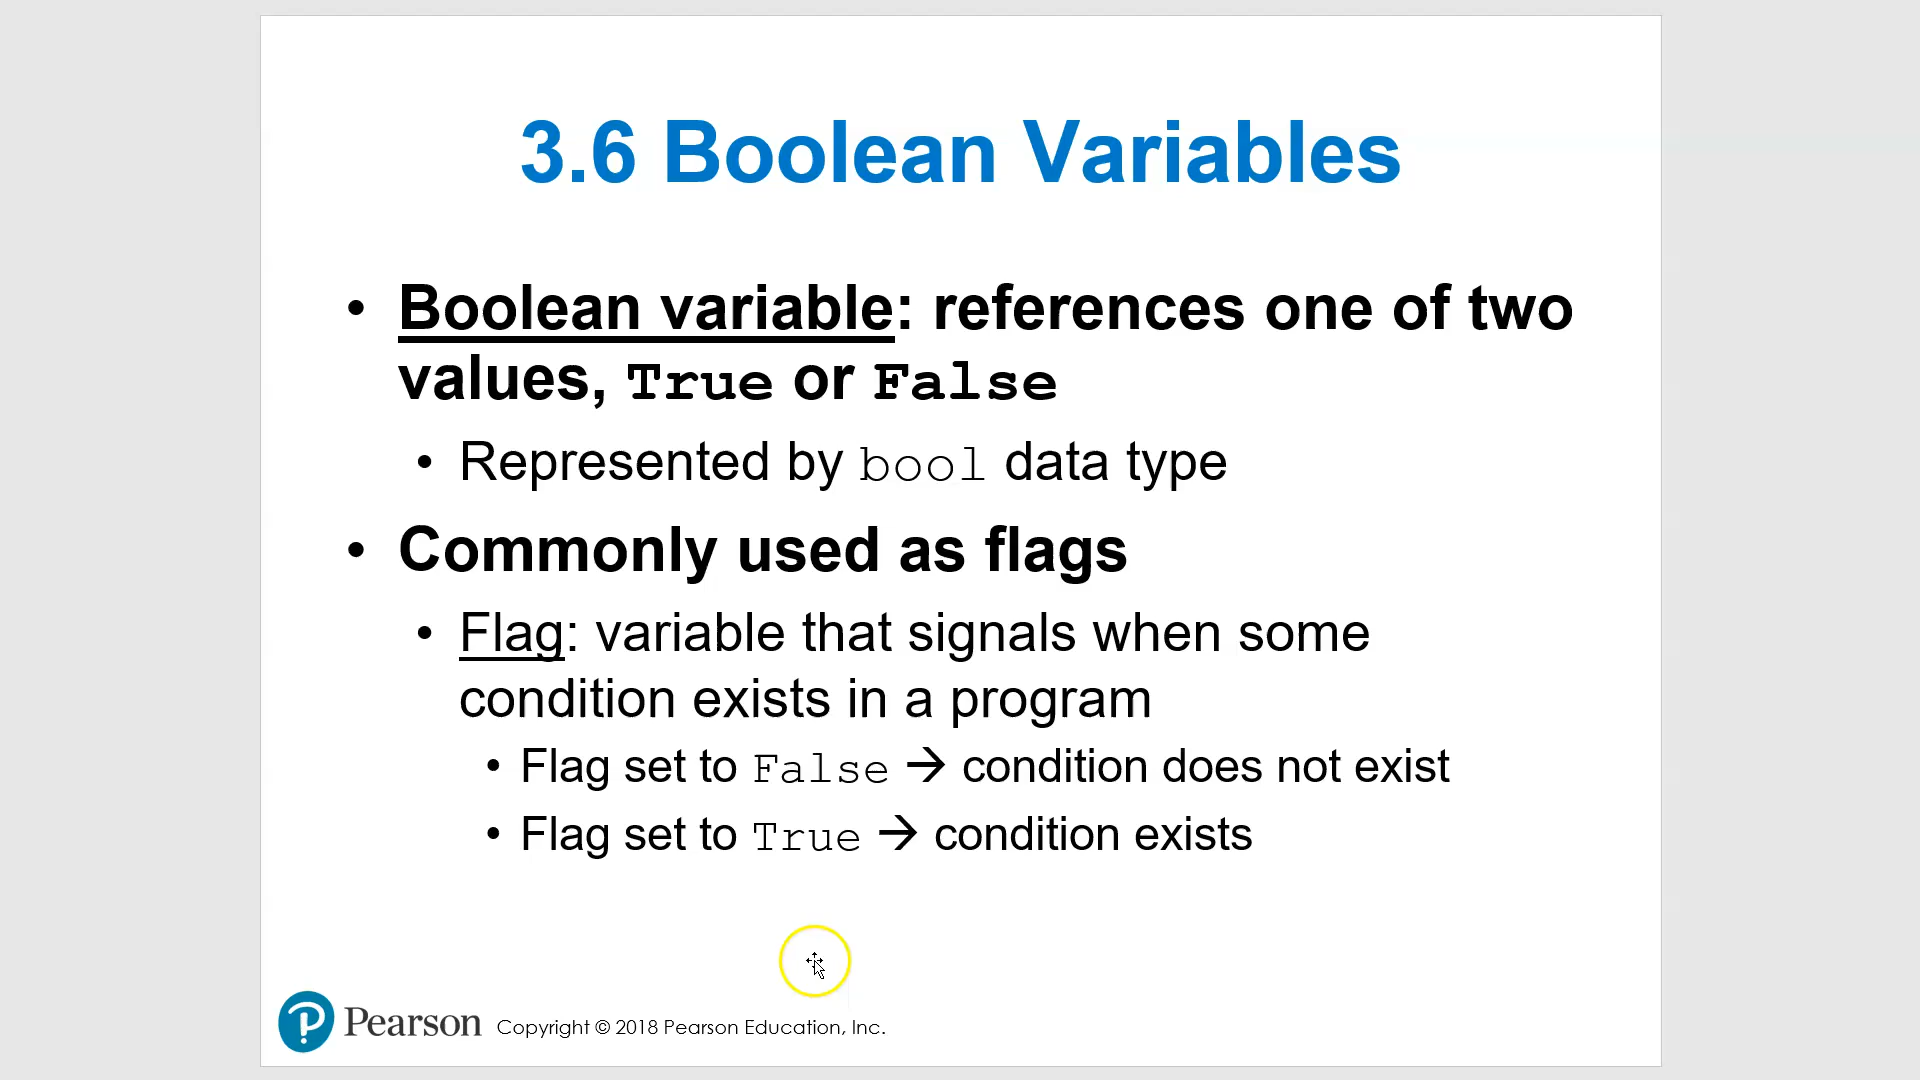 3.6 Boolean Variables
• Boolean variable: references one of two
values, True or False
• Represented by bool data type
• Commonly used as flags
• Flag: variable that signals when some
condition exists in a program
• Flag set to False → condition does not exist
• Flag set to True → condition exists
Pearson Copyright © 2018 Pearson Education, Inc.